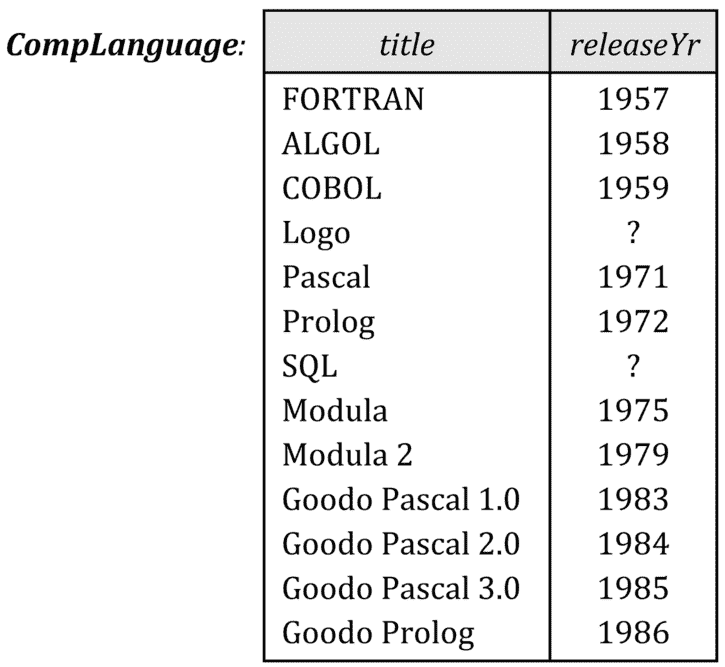 CompLanguage: title releaseYr
FORTRAN 1957
ALGOL 1958
COBOL 1959
Logo ?
Pascal 1971
Prolog 1972
SQL ?
Modula 1975
Modula 2 1979
Goodo Pascal 1.0 1983
Goodo Pascal 2.0 1984
Goodo Pascal 3.0 1985
Goodo Prolog 1986